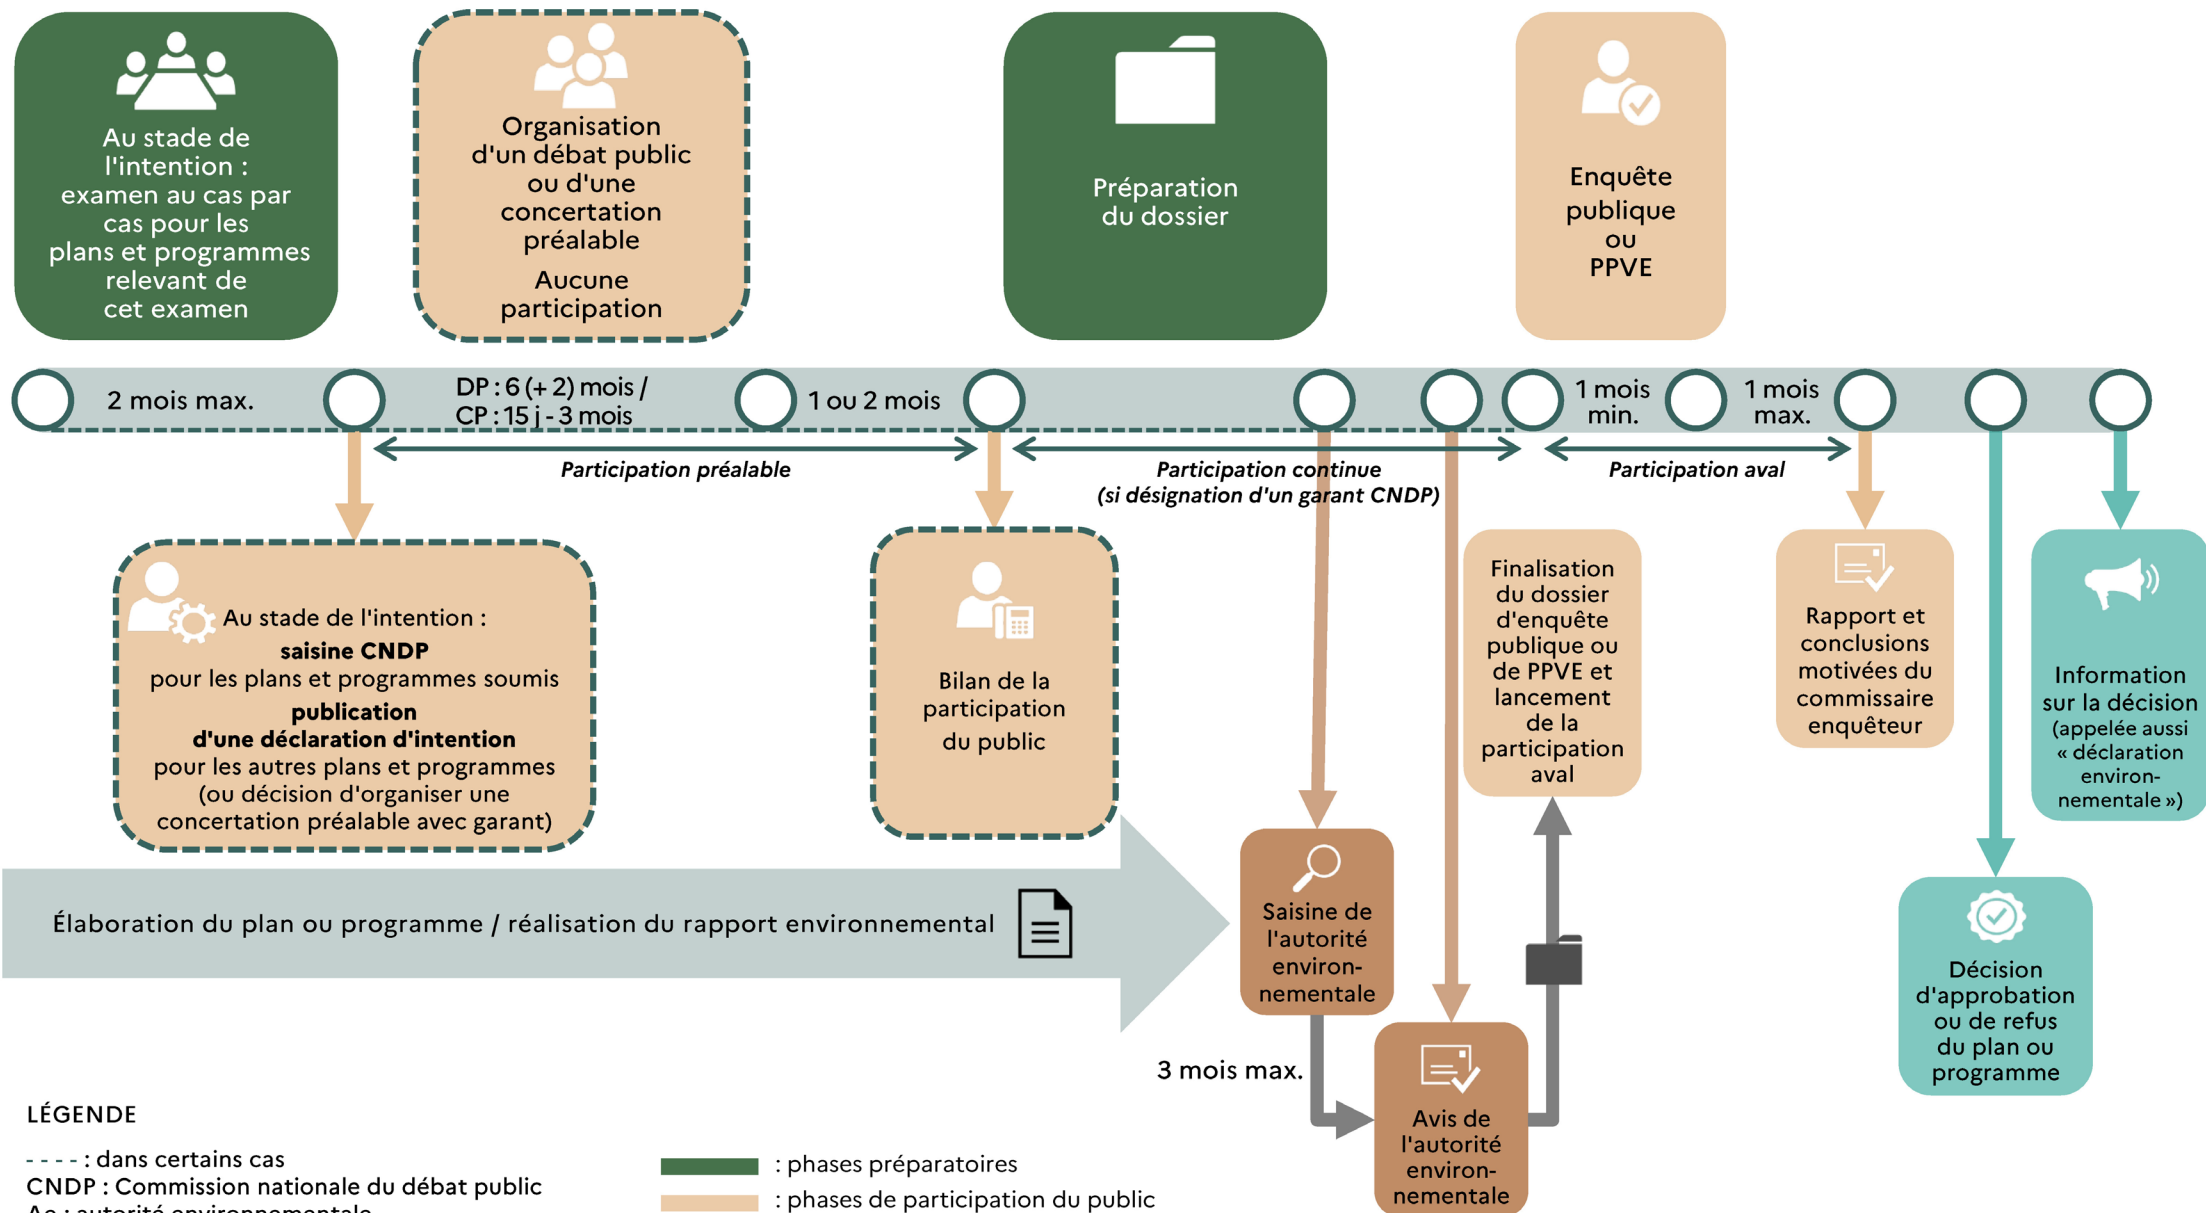 Au stade de
l'intention :
examen au cas par
cas pour les
plans et programmes
relevant de
cet examen
Organisation
d'un débat public
ou d'une
concertation
préalable
Aucune
participation
Préparation
du dossier
Enquête
publique
ou
PPVE
2 mois max.
DP : 6 (+ 2) mois /
CP : 15 j - 3 mois
1 ou 2 mois
1 mois
min.
1 mois
max.
Participation préalable
Participation continue
(si désignation d'un garant CNDP)
Participation aval
Au stade de l'intention :
saisine CNDP
pour les plans et programmes soumis
publication
d'une déclaration d'intention
pour les autres plans et programmes
(ou décision d'organiser une
concertation préalable avec garant)
Bilan de la
participation
du public
Finalisation
du dossier
d'enquête
publique ou
de PPVE et
lancement
de la
participation
aval
Rapport et
conclusions
motivées du
commissaire
enquêteur
Information
sur la décision
(appelée aussi
« déclaration
environ-
nementale »)
Élaboration du plan ou programme / réalisation du rapport environnemental
Saisine de
l'autorité
environ-
nementale
Décision
d'approbation
ou de refus
du plan ou
programme
3 mois max.
Avis de
l'autorité
environ-
nementale
LÉGENDE
- - - - : dans certains cas
CNDP : Commission nationale du débat public
Ae : autorité environnementale
: phases préparatoires
: phases de participation du public